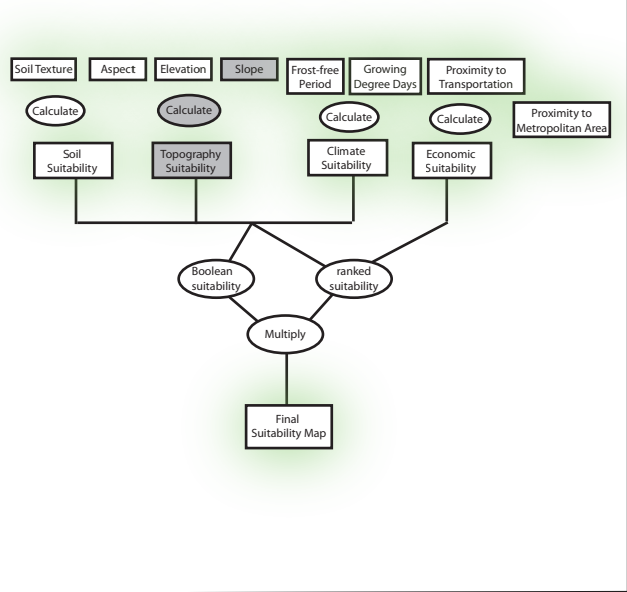 Soil Texture
Aspect
Elevation
Slope
Frost-free
Period
Growing
Degree Days
Proximity to
Transportation
Proximity to
Metropolitan Area
Calculate
Calculate
Calculate
Calculate
Soil
Suitability
Topography
Suitability
Climate
Suitability
Economic
Suitability
Boolean
suitability
ranked
suitability
Multiply
Final
Suitability Map